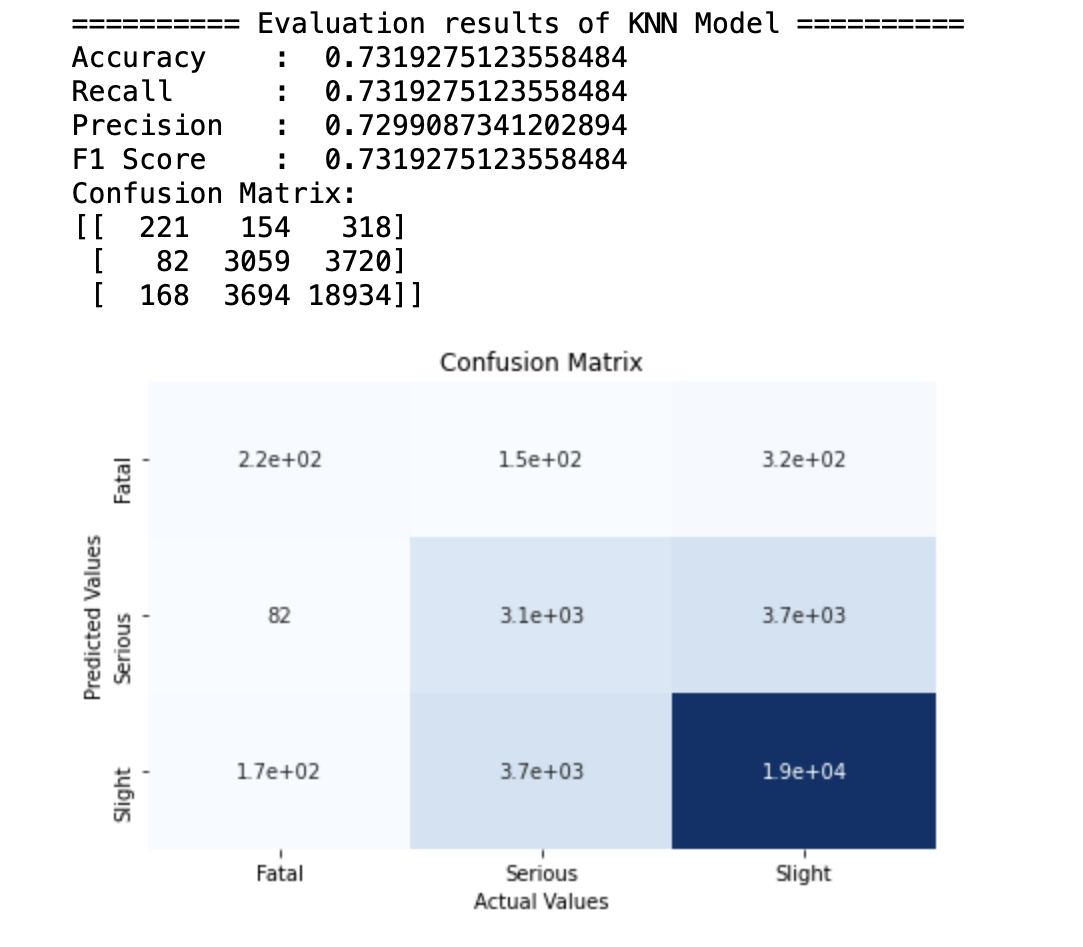 ========== Evaluation results of KNN Model ==========
Accuracy    :  0.7319275123558484
Recall      :  0.7319275123558484
Precision   :  0.7299087341202894
F1 Score    :  0.7319275123558484
Confusion Matrix:
[[  221   154   318]
 [   82  3059  3720]
 [  168  3694 18934]]
Confusion Matrix
Predicted Values
Fatal
2.2e+02 1.5e+02 3.2e+02
Serious
82 3.1e+03 3.7e+03
Slight
1.7e+02 3.7e+03 1.9e+04
Fatal Serious Slight
Actual Values